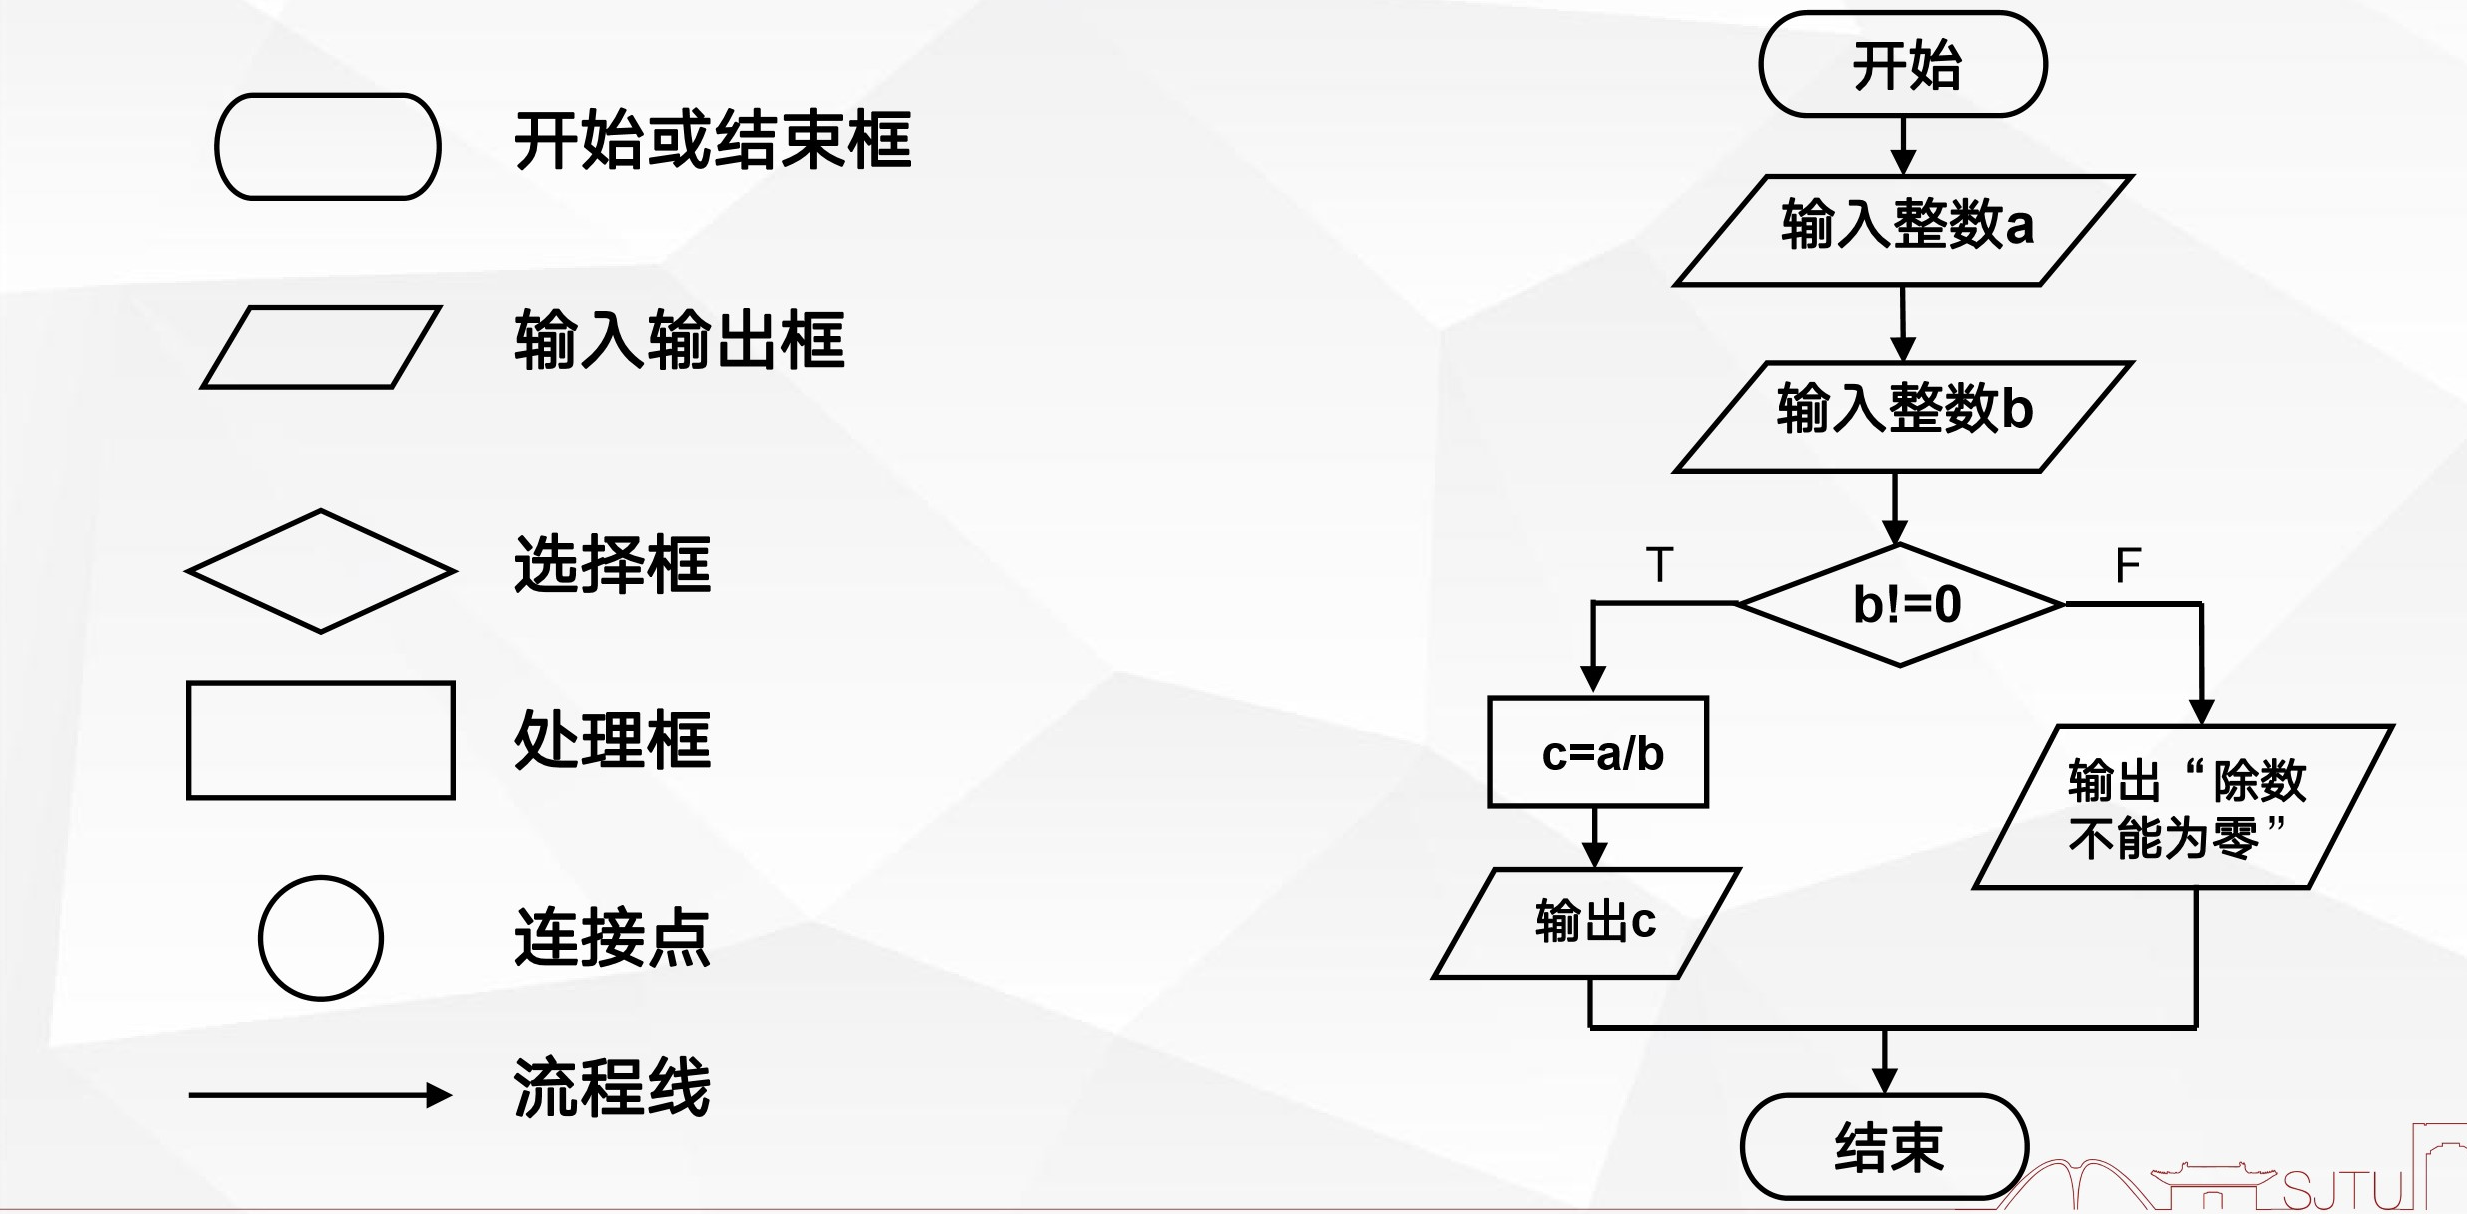 开始或结束框
输入输出框
选择框
处理框
连接点
流程线
开始
输入整数a
输入整数b
T
F
b!=0
c=a/b
输出“除数
不能为零”
输出c
结束
SJTU